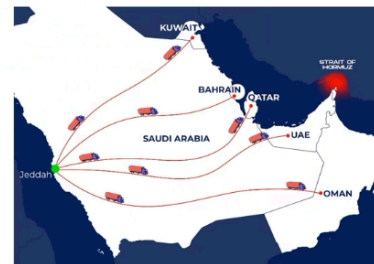 KUWAIT
STRAIT OF
HORMUZ
BAHRAIN
QATAR
SAUDI ARABIA
UAE
Jeddah
OMAN